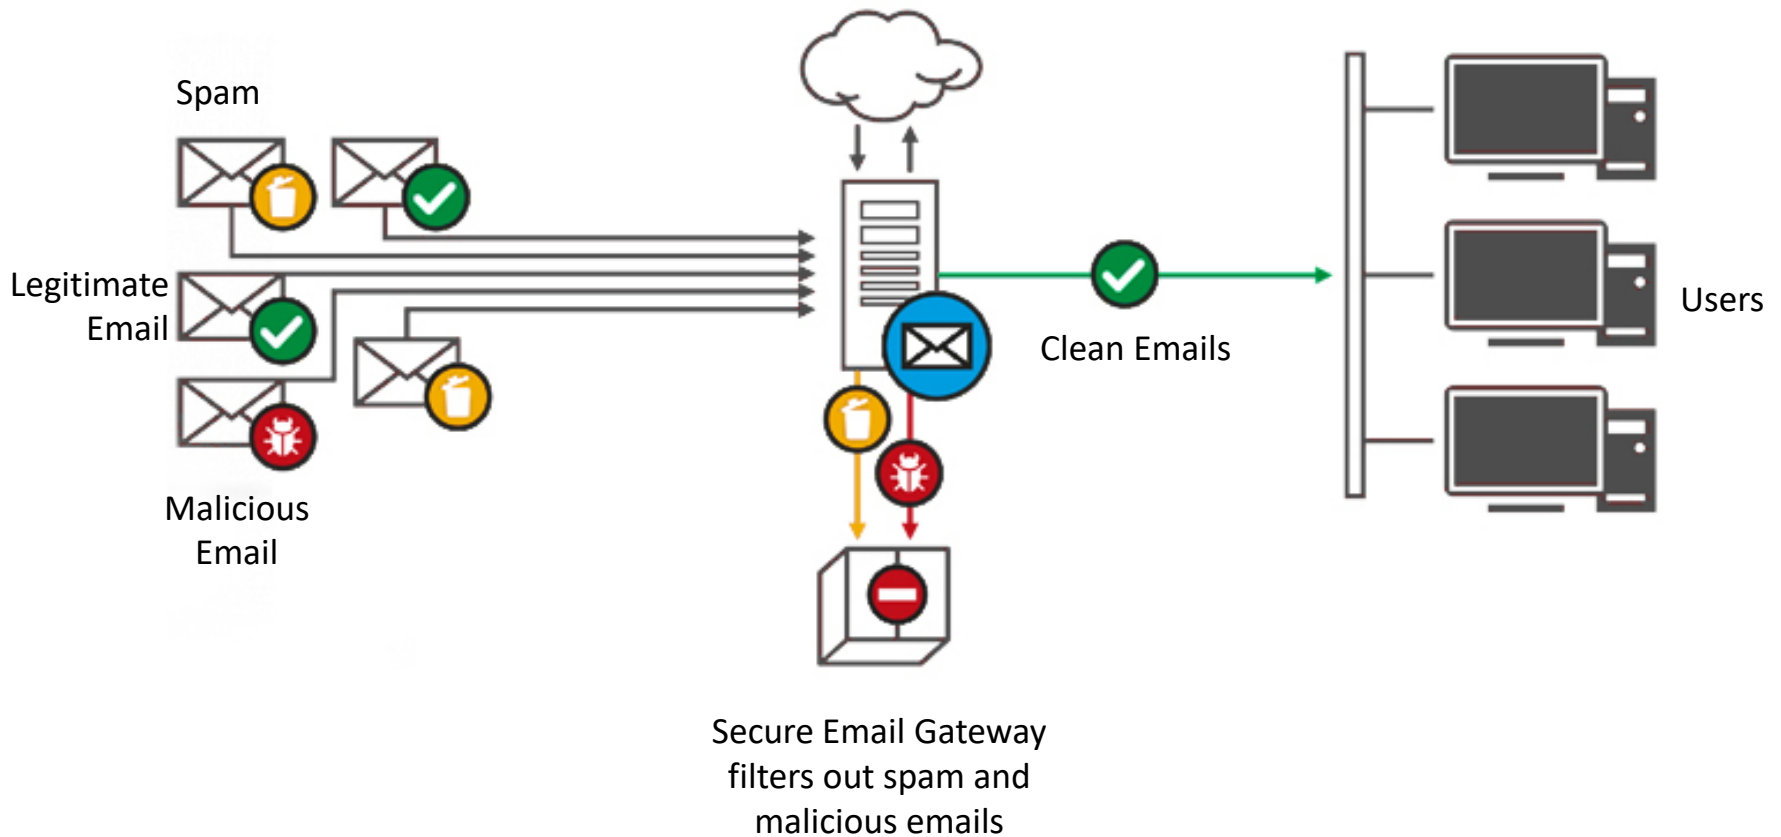 Spam
Legitimate
Email
Malicious
Email
Clean Emails
Users
Secure Email Gateway
filters out spam and
malicious emails